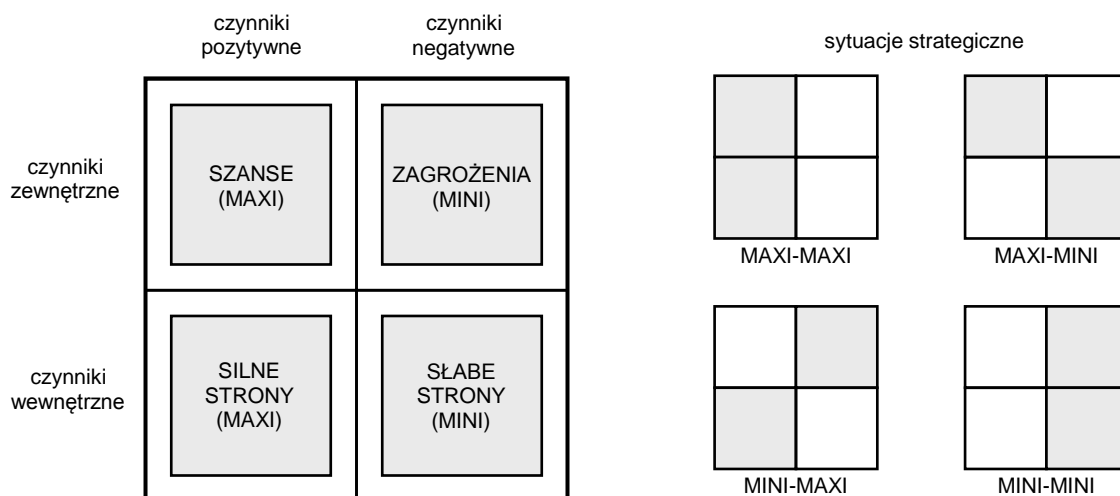 czynniki
pozytywne
czynniki
negatywne
sytuacje strategiczne
czynniki
zewnętrzne
SZANSE
(MAXI)
ZAGROŻENIA
(MINI)
MAXI-MAXI
MAXI-MINI
czynniki
wewnętrzne
SILNE
STRONY
(MAXI)
SŁABE
STRONY
(MINI)
MINI-MAXI
MINI-MINI